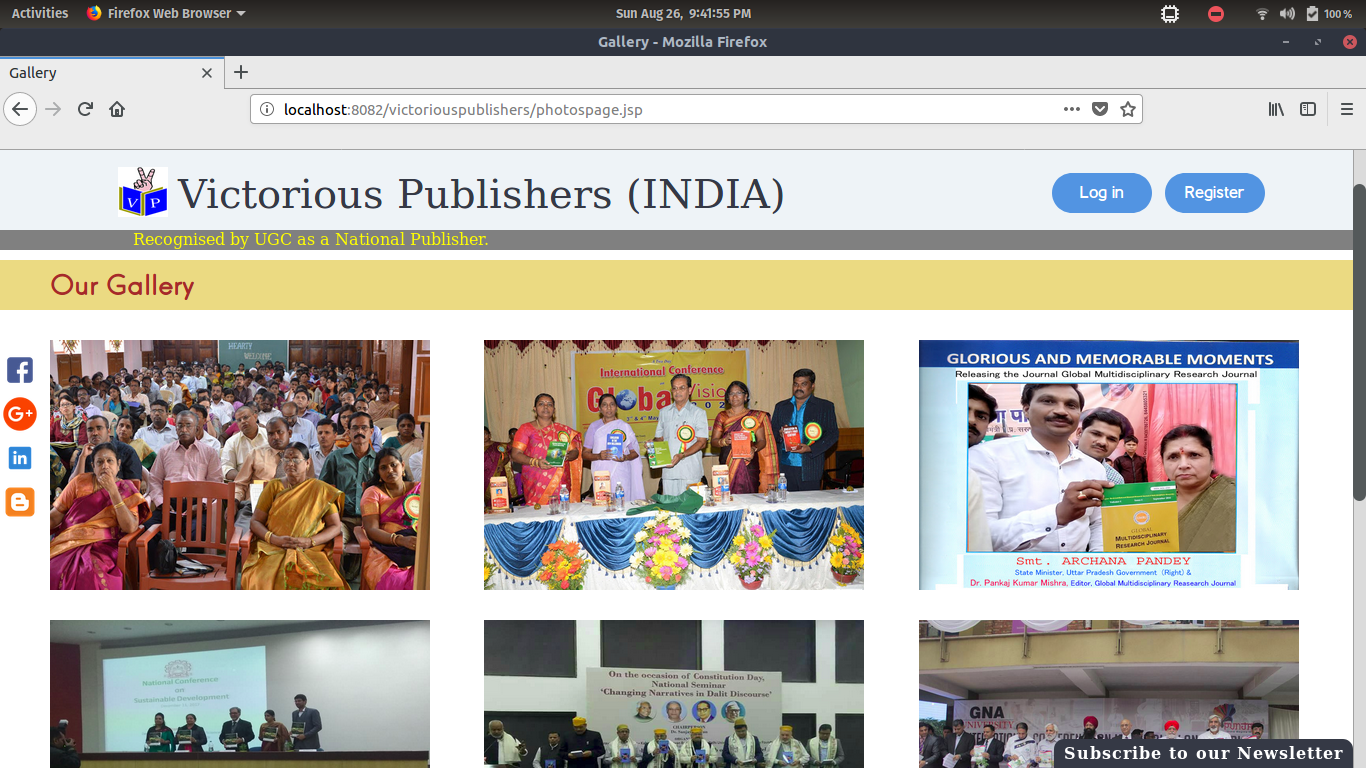 Activities Firefox Web Browser Sun Aug 26, 9:41:55 PM 100 %
Gallery - Mozilla Firefox
Gallery
localhost:8082/victoriouspublishers/photospage.jsp
V P
Victorious Publishers (INDIA)
Log in Register
Recognised by UGC as a National Publisher.
Our Gallery
HEARTY
WELCOME
International Conference
Global Vision
GLORIOUS AND MEMORABLE MOMENTS
Releasing the Journal Global Multidisciplinary Research Journal
GLOBAL
MULTIDISCIPLINARY
RESEARCH JOURNAL
Smt. ARCHANA PANDEY
State Minister, Uttar Pradesh Government (Right) &
Dr. Pankaj Kumar Mishra, Editor, Global Multidisciplinary Reasearch Journal
National Conference
on
Sustainable Development
On the occasion of Constitution Day,
National Seminar
'Changing Narratives in Dalit Discourse'
CHAIRPERSON
GNA
UNIVERSITY
Subscribe to our Newsletter